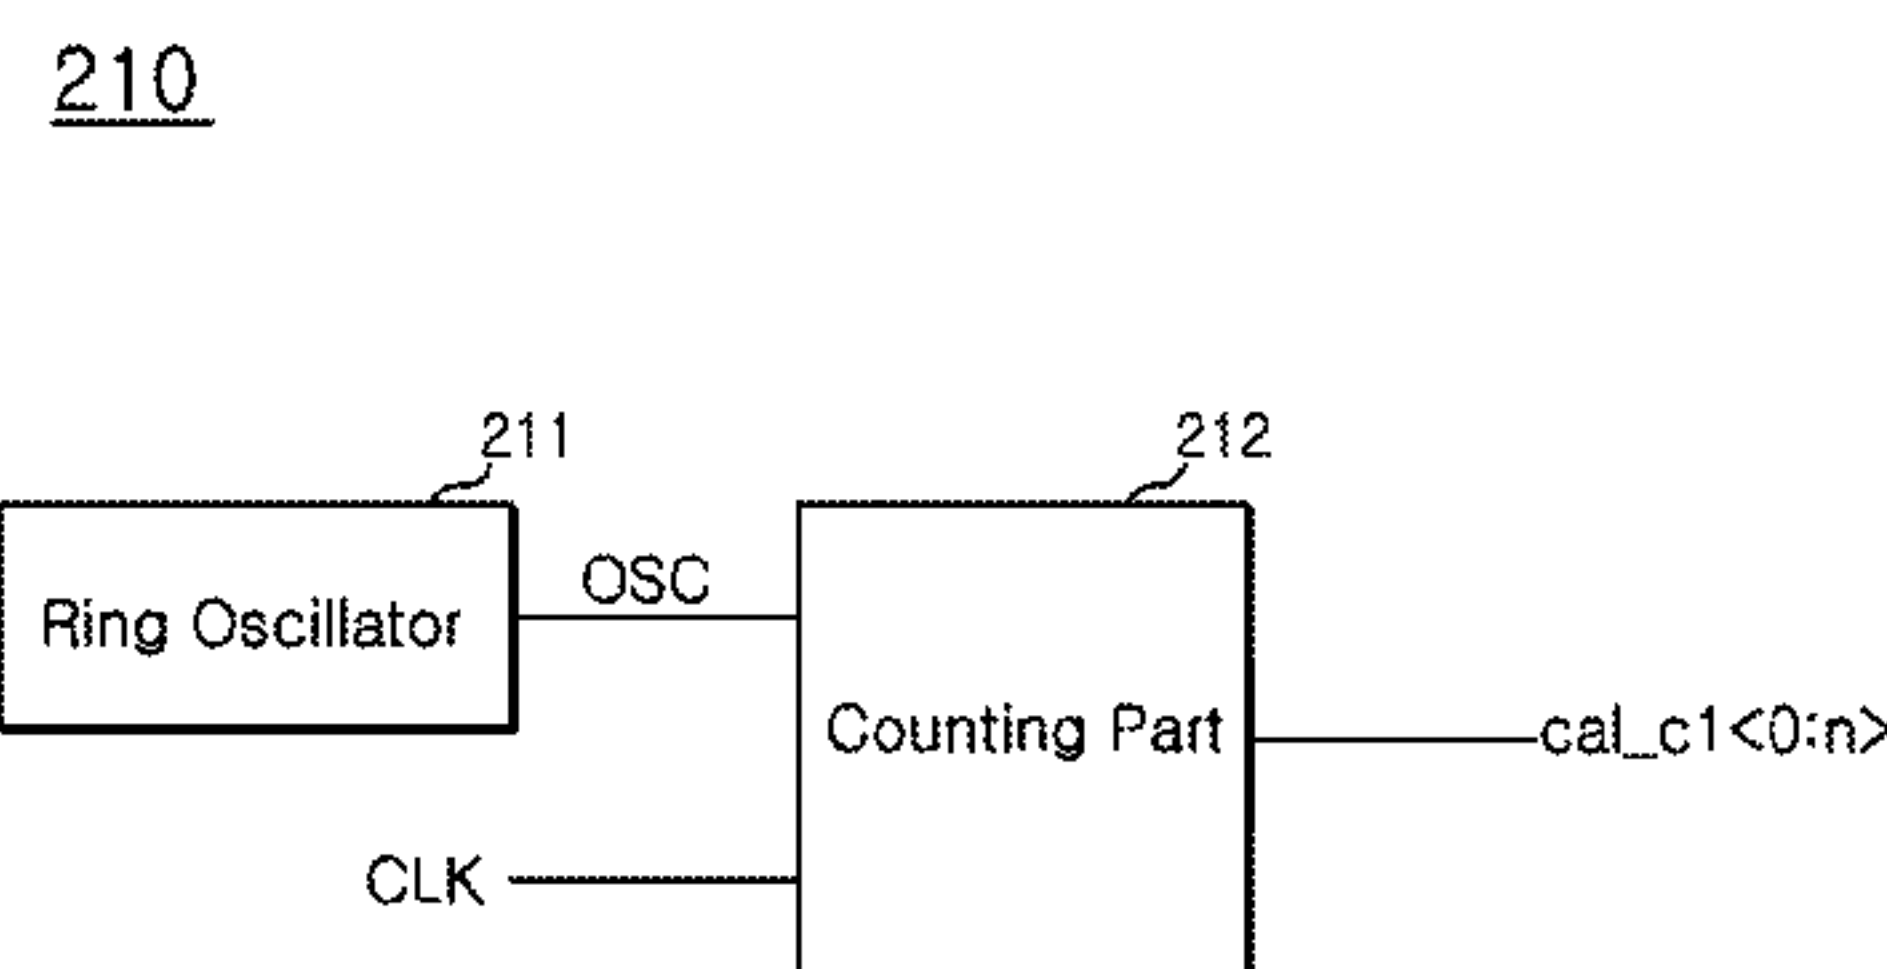 210
211
212
OSC
Ring Oscillator
Counting Part
cal_c1<0:n>
CLK